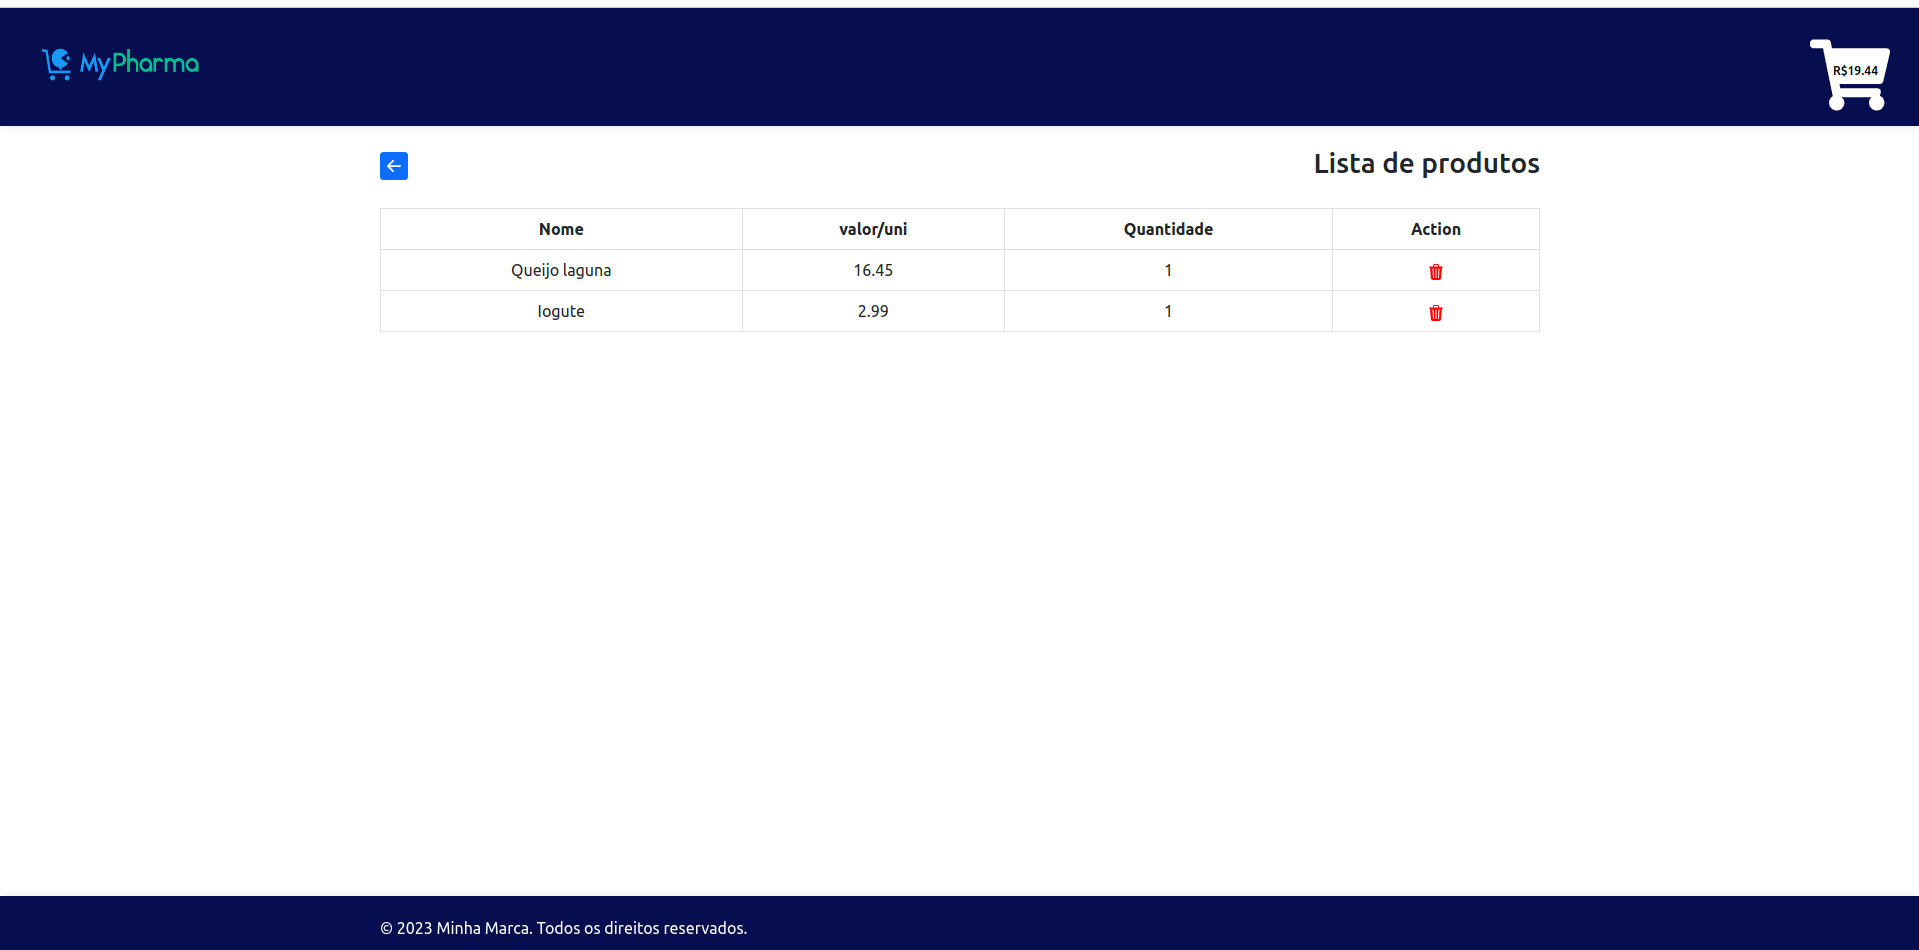 MyPharma
R$19.44
Lista de produtos
Nome valor/uni Quantidade Action
Queijo laguna 16.45 1
Iogute 2.99 1
© 2023 Minha Marca. Todos os direitos reservados.